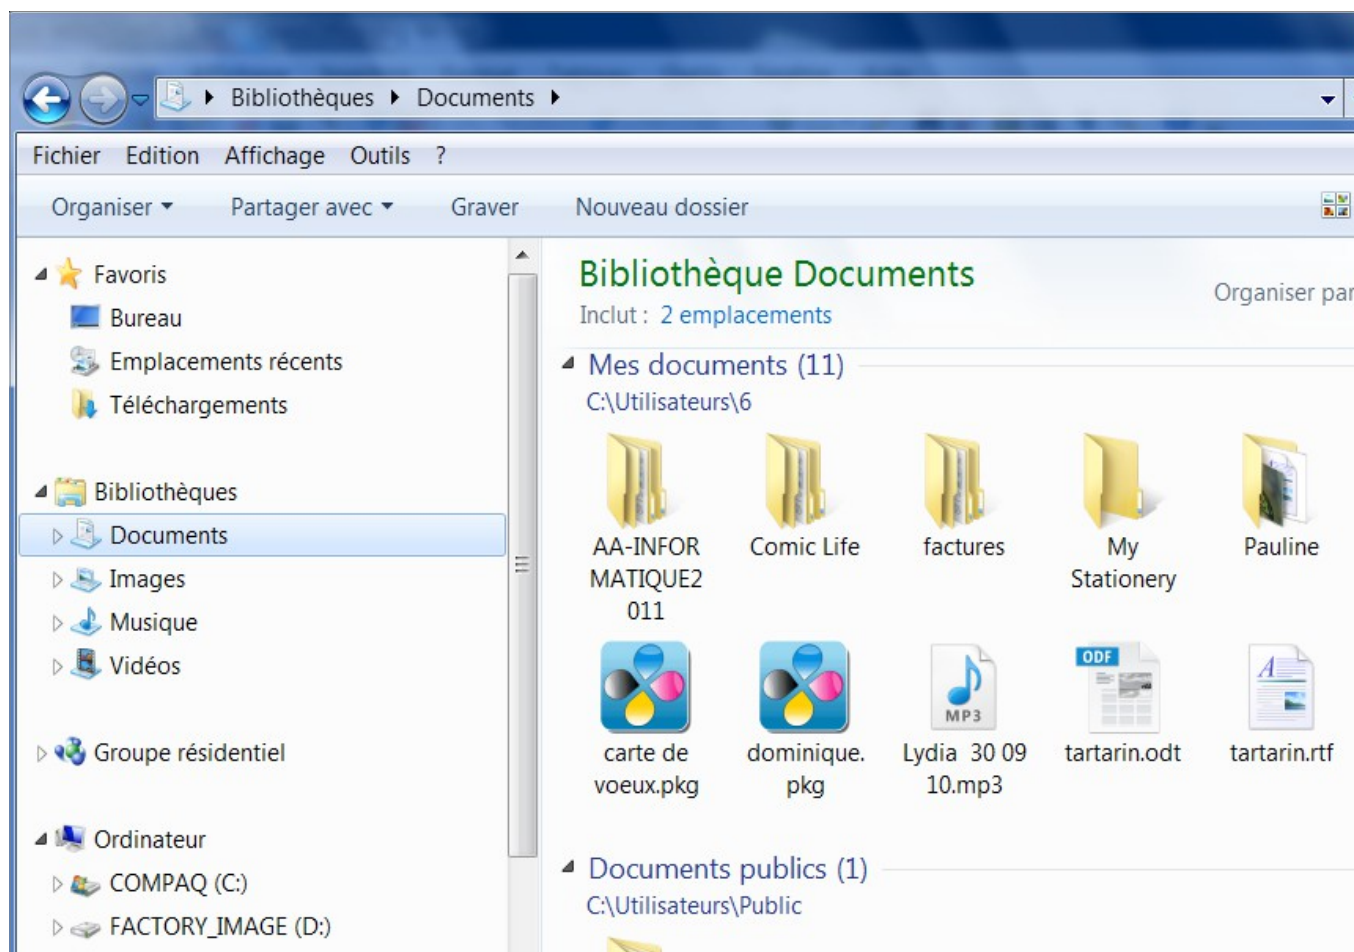 Bibliothèques Documents
Fichier Edition Affichage Outils ?
Organiser Partager avec Graver Nouveau dossier
Favoris
Bureau
Emplacements récents
Téléchargements
Bibliothèques
Documents
Images
Musique
Vidéos
Groupe résidentiel
Ordinateur
COMPAQ (C:)
FACTORY_IMAGE (D:)
Bibliothèque Documents
Inclut : 2 emplacements
Organiser par
Mes documents (11)
C:\Utilisateurs\6
AA-INFOR
MATIQUE2
011
Comic Life
factures
My
Stationery
Pauline
carte de
voeux.pkg
dominique.
pkg
MP3
Lydia 30 09
10.mp3
ODF
tartarin.odt
A
tartarin.rtf
Documents publics (1)
C:\Utilisateurs\Public